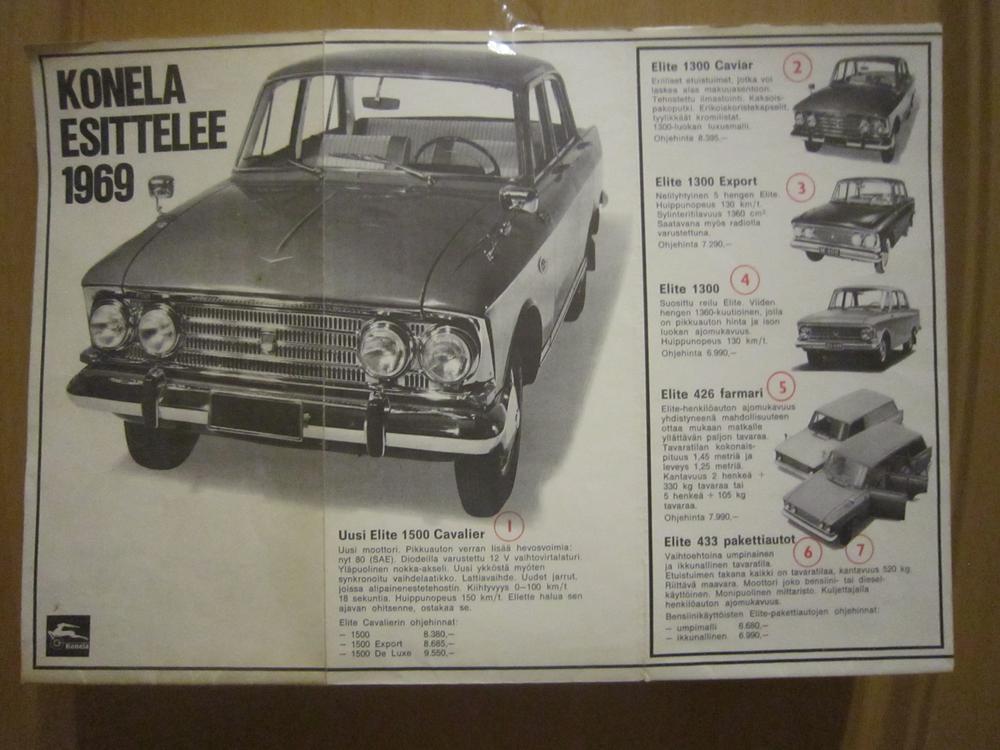 KONELA
ESITTELEE
1969
Uusi Elite 1500 Cavalier
1
Uusi moottori. Pikkuauton verran lisää hevosvoimia:
nyt 80 (SAE). Diodeilla varustettu 12 V vaihtovirtalaturi.
Yläpuolinen nokka-akseli. Uusi ykköstä myöten
synkronoitu vaihdelaatikko. Lattiavaihde. Uudet jarrut,
joissa alipainetehostin. Kiihtyvyys 0–100 km/t
18 sekuntia. Huippunopeus 150 km/t. Ellette halua sen
ajavan ohitsenne, ostakaa se.
Elite Cavalierin ohjehinnat:
– 1500 8.380,–
– 1500 Export 8.685,–
– 1500 De Luxe 9.550,–
Konela
Elite 1300 Caviar
2
Erilliset etuistuimet, jotka voi
laskea alas makuuasentoon.
Tehostettu ilmastointi. Kaksois-
pakoputki. Erikoiskoristekapselit,
tyylikkäät kromilistat.
1300-luokan luxusmalli.
Ohjehinta 8.395,–
Elite 1300 Export
3
Nelilyhtyinen 5 hengen Elite.
Huippunopeus 130 km/t.
Sylinteritilavuus 1360 cm³.
Saatavana myös radiolla
varustettuna.
Ohjehinta 7.290,–
Elite 1300
4
Suosittu reilu Elite. Viiden
hengen 1360-kuutioinen, jolla
on pikkuauton hinta ja ison
luokan ajomukavuus.
Huippunopeus 130 km/t.
Ohjehinta 6.990,–
Elite 426 farmari
5
Elite-henkilöauton ajomukavuus
yhdistyneenä mahdollisuuteen
ottaa mukaan matkalle
yllättävän paljon tavaraa.
Tavaratilan kokonais-
pituus 1,45 metriä ja
leveys 1,25 metriä.
Kantavuus 2 henkeä +
330 kg tavaraa tai
5 henkeä + 105 kg
tavaraa.
Ohjehinta 7.990,–
Elite 433 pakettiautot
6
7
Vaihtoehtoina umpinainen
ja ikkunallinen tavaratila.
Etuistuimen takana kaikki on tavaratilaa, kantavuus 520 kg.
Riittävä maavara. Moottori joko bensiini- tai diesel-
käyttöinen. Monipuolinen mittaristo. Kuljettajalla
henkilöauton ajomukavuus.
Bensiinikäyttöisten Elite-pakettiautojen ohjehinnat:
– umpimalli 6.680,–
– ikkunallinen 6.990,–